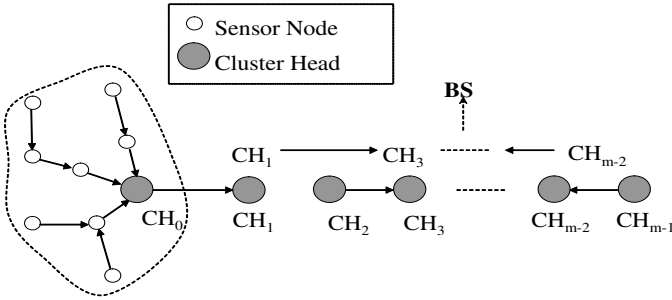 Sensor Node
Cluster Head
BS
CH1 CH3 CHm-2
CH0 CH1 CH2 CH3 CHm-2 CHm-1